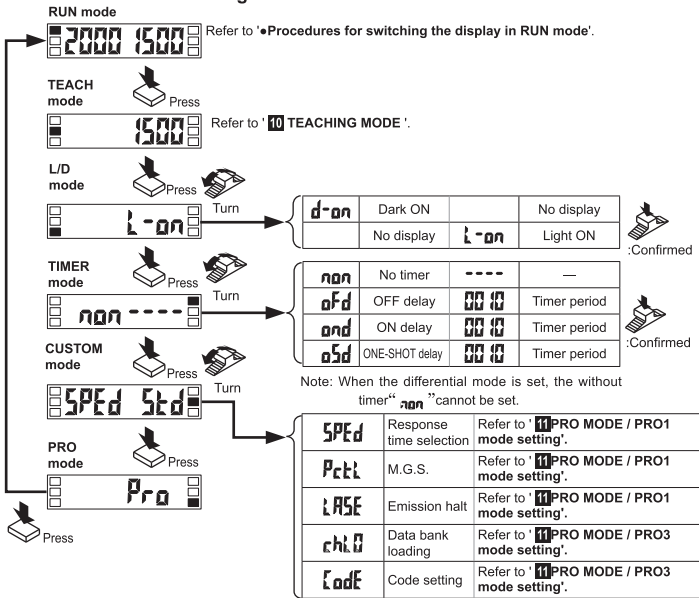 RUN mode
2000 1500 Refer to '●Procedures for switching the display in RUN mode'.
TEACH mode
Press
1500 Refer to ' 10 TEACHING MODE '.
L/D mode
Press
Turn
L-on
d-on Dark ON No display
No display L-on Light ON
:Confirmed
TIMER mode
Press
Turn
non ----
non No timer ---- —
oFd OFF delay 0010 Timer period
ond ON delay 0010 Timer period
oSd ONE-SHOT delay 0010 Timer period
:Confirmed
Note: When the differential mode is set, the without
timer“ non ”cannot be set.
CUSTOM mode
Press
Turn
SPEd Std
SPEd Response time selection Refer to ' 11 PRO MODE / PRO1 mode setting'.
PctL M.G.S. Refer to ' 11 PRO MODE / PRO1 mode setting'.
LASE Emission halt Refer to ' 11 PRO MODE / PRO1 mode setting'.
chLO Data bank loading Refer to ' 11 PRO MODE / PRO3 mode setting'.
CodE Code setting Refer to ' 11 PRO MODE / PRO3 mode setting'.
PRO mode
Press
Pro
Press